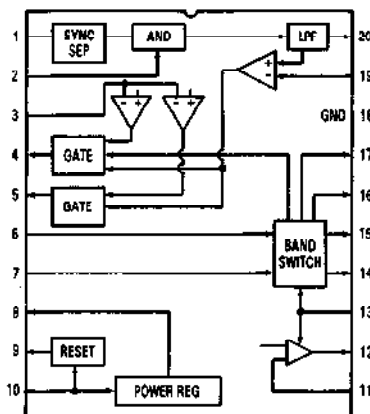 1 SYNC SEP AND LPF 20
2 - + + - 19
3 - + - + GND 18
4 GATE 17
5 GATE 16
6 BAND SWITCH 15
7 14
8 13
9 RESET 12
10 POWER REG 11